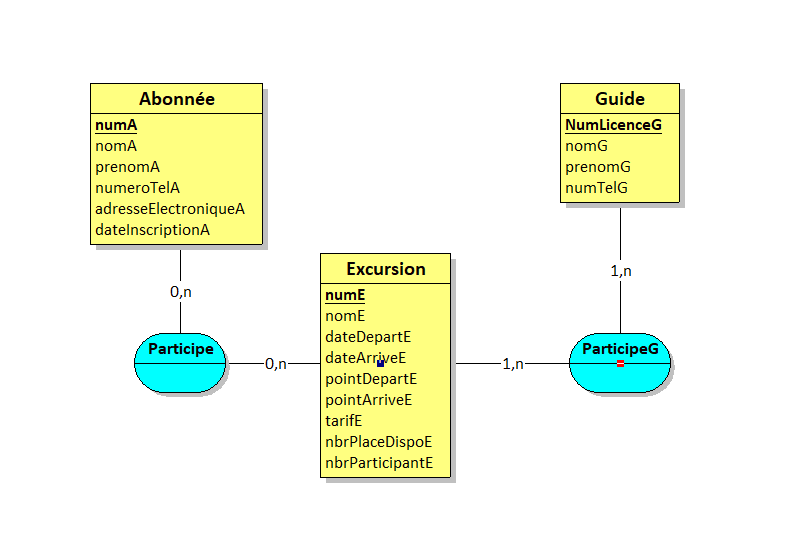 Abonnée
numA
nomA
prenomA
numeroTelA
adresseElectroniqueA
dateInscriptionA
Guide
NumLicenceG
nomG
prenomG
numTelG
0,n
1,n
Excursion
numE
nomE
dateDepartE
dateArriveE
pointDepartE
pointArriveE
tarifE
nbrPlaceDispoE
nbrParticipantE
Participe
0,n
1,n
ParticipeG